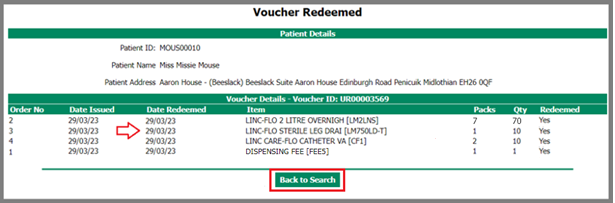 Voucher Redeemed
Patient Details
Patient ID: MOUS00010
Patient Name Miss Missie Mouse
Patient Address Aaron House - (Beeslack) Beeslack Suite Aaron House Edinburgh Road Penicuik Midlothian EH26 0QF
Voucher Details - Voucher ID: UR00003569
Order No Date Issued Date Redeemed Item Packs Qty Redeemed
2 29/03/23 29/03/23 LINC-FLO 2 LITRE OVERNIGH [LM2LNS] 7 70 Yes
3 29/03/23 29/03/23 LINC-FLO STERILE LEG DRAI [LM750LD-T] 1 10 Yes
4 29/03/23 29/03/23 LINC CARE-FLO CATHETER VA [CF1] 2 10 Yes
1 29/03/23 29/03/23 DISPENSING FEE [FEE5] 1 1 Yes
Back to Search